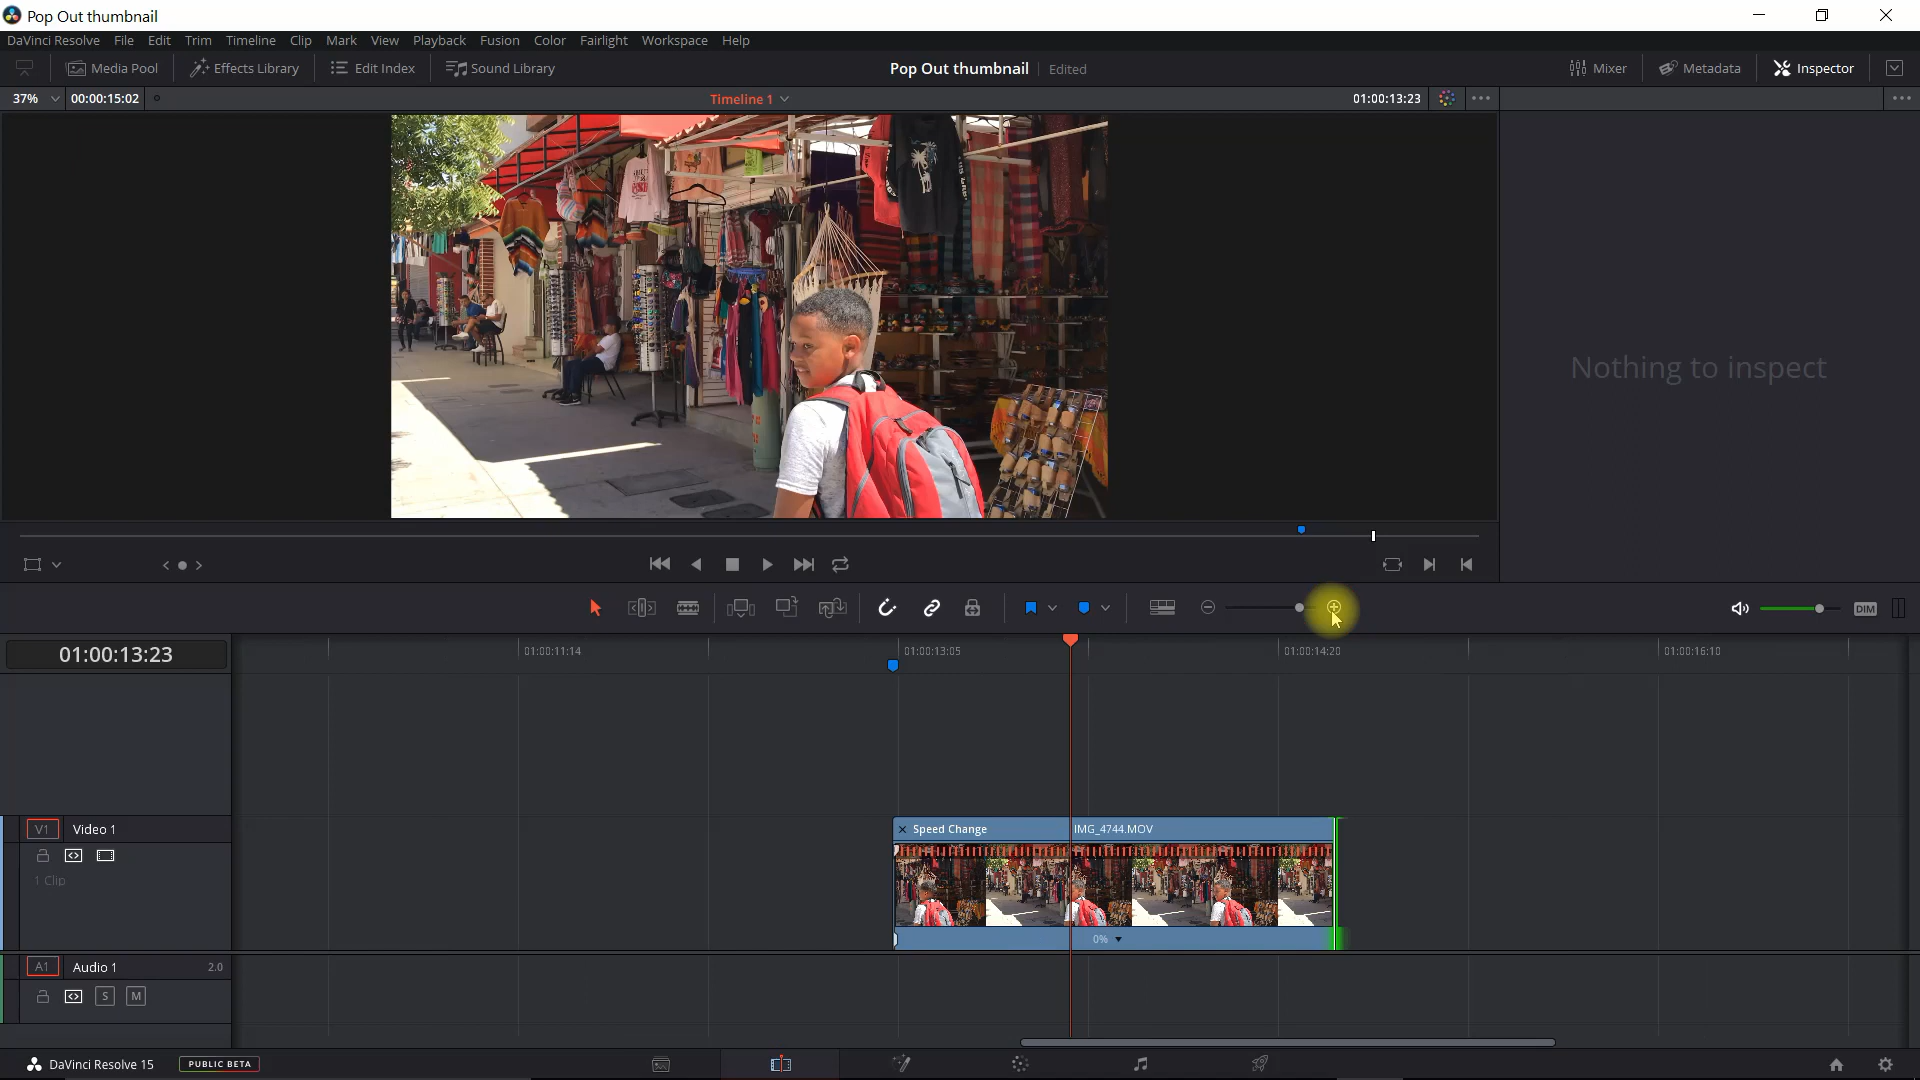 Pop Out thumbnail
DaVinci Resolve File Edit Trim Timeline Clip Mark View Playback Fusion Color Fairlight Workspace Help
Media Pool Effects Library Edit Index Sound Library Pop Out thumbnail Edited Mixer Metadata Inspector
37% 00:00:15:02 Timeline 1 01:00:13:23
Nothing to inspect
DIM
01:00:13:23 01:00:11:14 01:00:13:05 01:00:14:20 01:00:16:10
V1 Video 1 Speed Change IMG_4744.MOV
1 Clip
0%
A1 Audio 1 2.0
S M
DaVinci Resolve 15 PUBLIC BETA